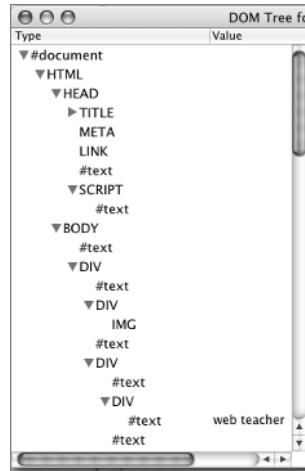 DOM Tree fo
Type Value
#document
HTML
HEAD
TITLE
META
LINK
#text
SCRIPT
#text
BODY
#text
DIV
#text
DIV
IMG
#text
DIV
#text
DIV
#text web teacher
#text